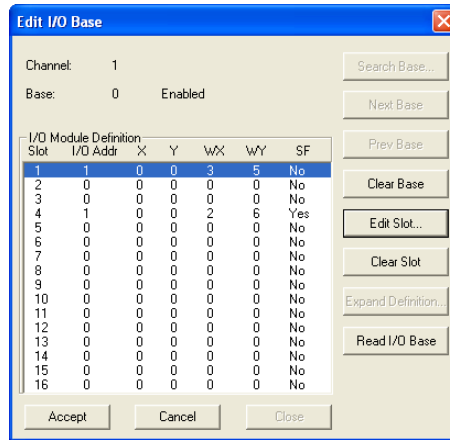 Edit I/O Base
Channel: 1
Base: 0 Enabled
I/O Module Definition
Slot I/O Addr X Y WX WY SF
1 1 0 0 3 5 No
2 0 0 0 0 0 No
3 0 0 0 0 0 No
4 1 0 0 2 6 Yes
5 0 0 0 0 0 No
6 0 0 0 0 0 No
7 0 0 0 0 0 No
8 0 0 0 0 0 No
9 0 0 0 0 0 No
10 0 0 0 0 0 No
11 0 0 0 0 0 No
12 0 0 0 0 0 No
13 0 0 0 0 0 No
14 0 0 0 0 0 No
15 0 0 0 0 0 No
16 0 0 0 0 0 No
Search Base...
Next Base
Prev Base
Clear Base
Edit Slot...
Clear Slot
Expand Definition...
Read I/O Base
Accept Cancel Close